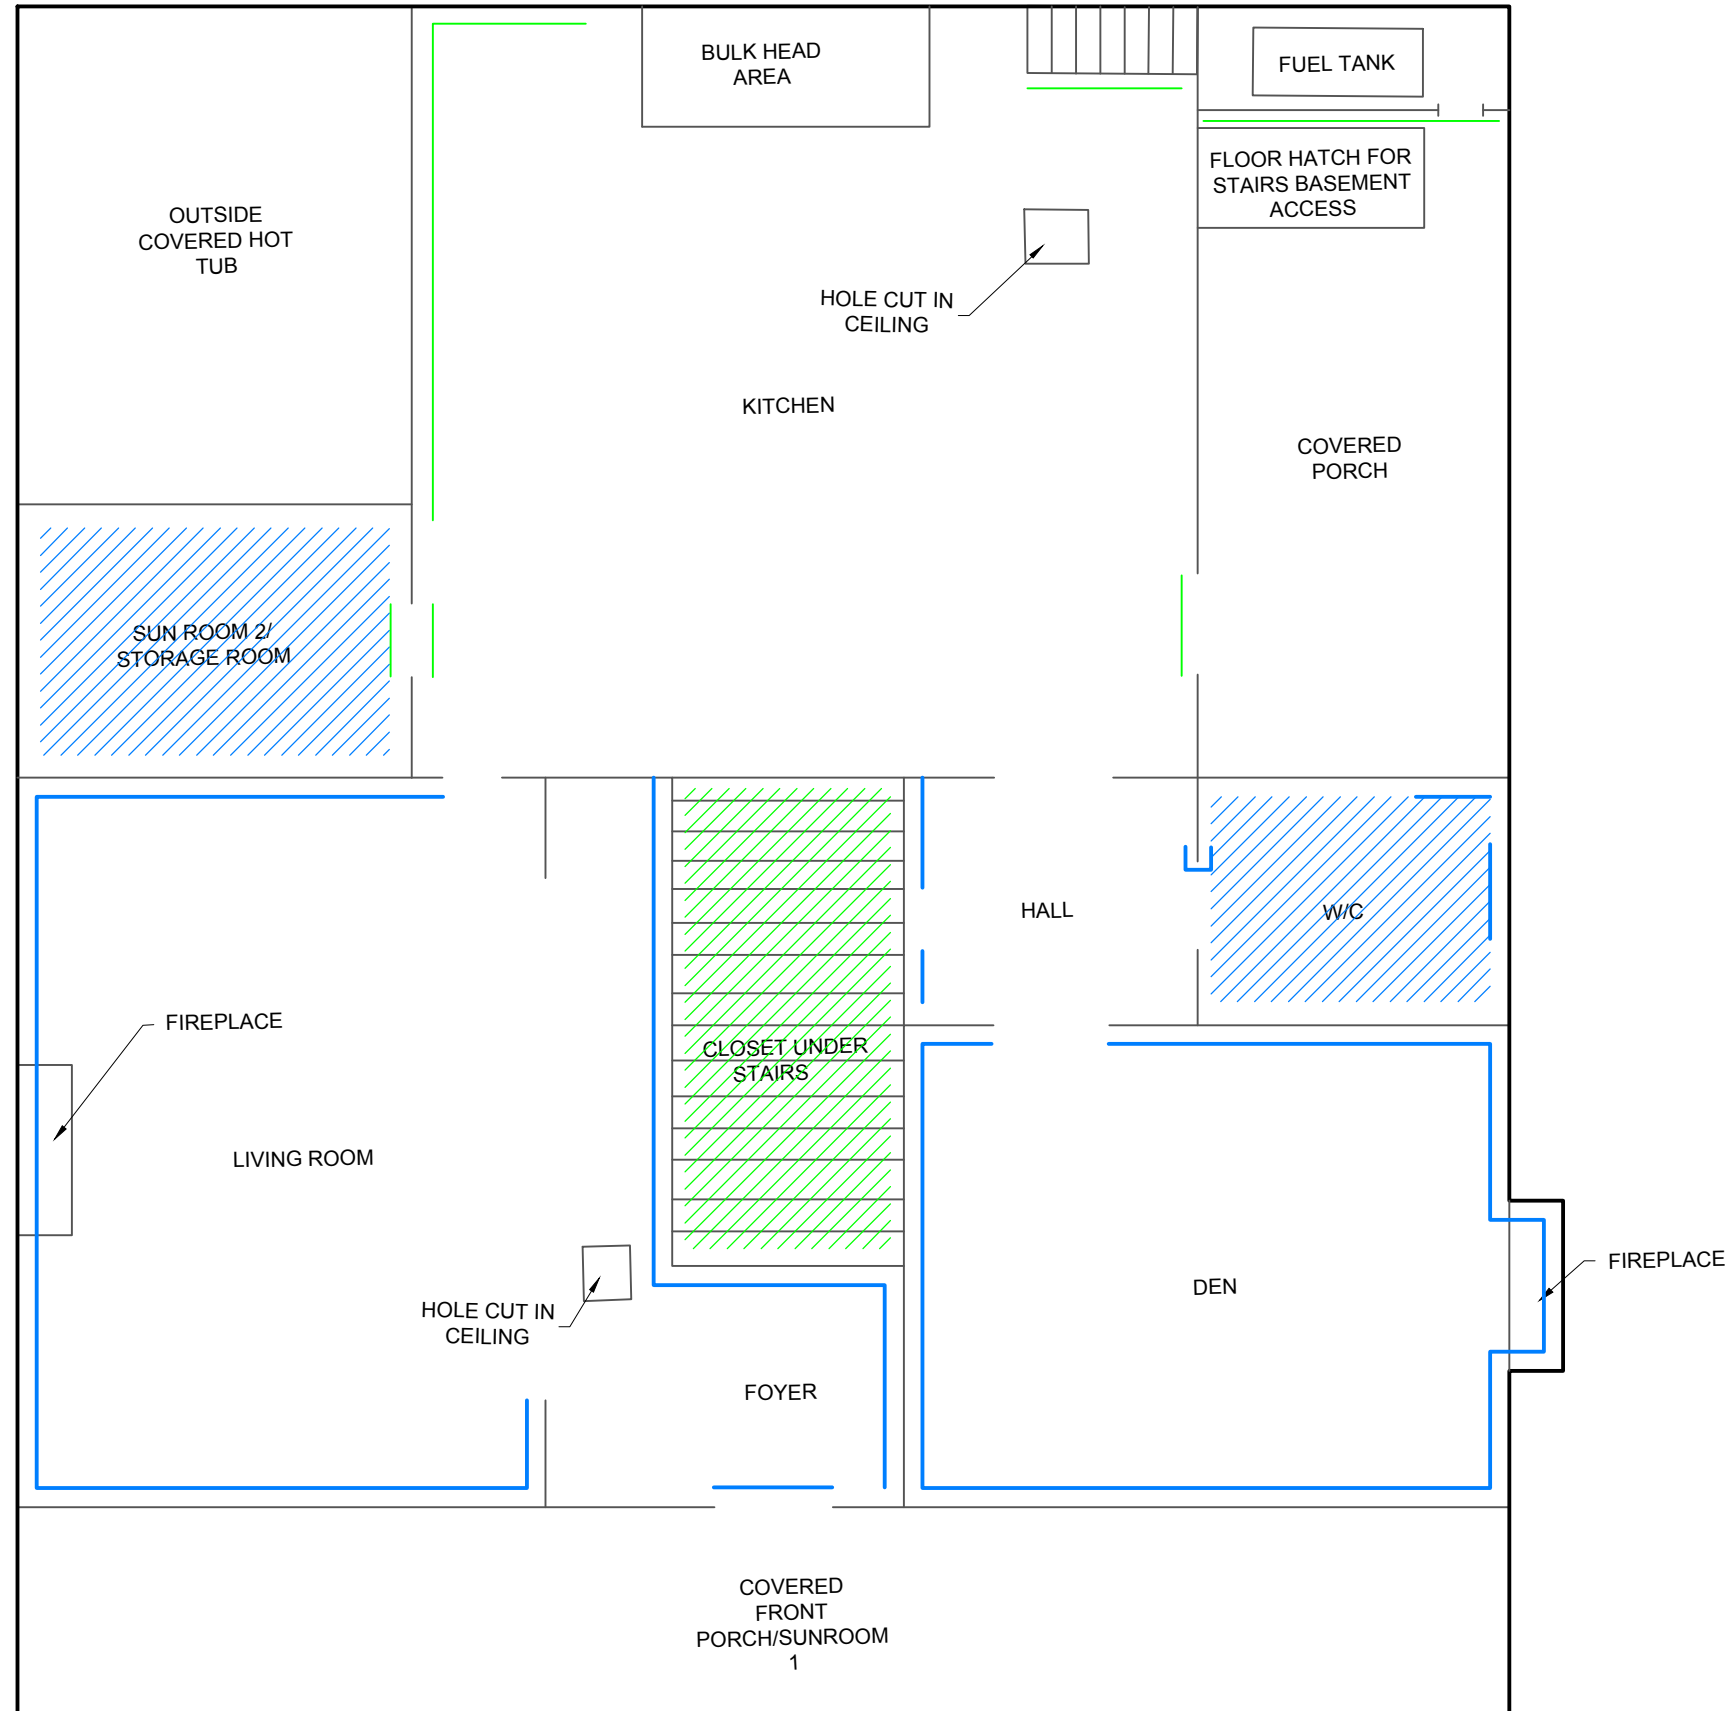 BULK HEAD
AREA
FUEL TANK
FLOOR HATCH FOR
STAIRS BASEMENT
ACCESS
OUTSIDE
COVERED HOT
TUB
HOLE CUT IN
CEILING
KITCHEN
COVERED
PORCH
SUN ROOM 2/
STORAGE ROOM
HALL
W/C
FIREPLACE
CLOSET UNDER
STAIRS
LIVING ROOM
FIREPLACE
DEN
HOLE CUT IN
CEILING
FOYER
COVERED
FRONT
PORCH/SUNROOM
1